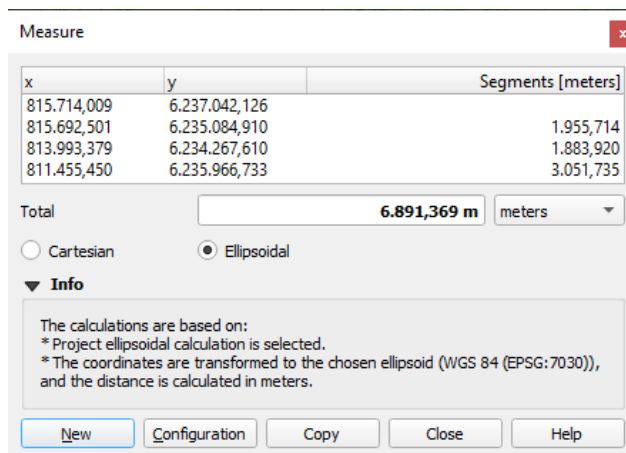 Measure x
x y Segments [meters]
815.714,009 6.237.042,126
815.692,501 6.235.084,910 1.955,714
813.993,379 6.234.267,610 1.883,920
811.455,450 6.235.966,733 3.051,735
Total 6.891,369 m meters
Cartesian Ellipsoidal
Info
The calculations are based on:
* Project ellipsoidal calculation is selected.
* The coordinates are transformed to the chosen ellipsoid (WGS 84 (EPSG:7030)),
and the distance is calculated in meters.
New Configuration Copy Close Help